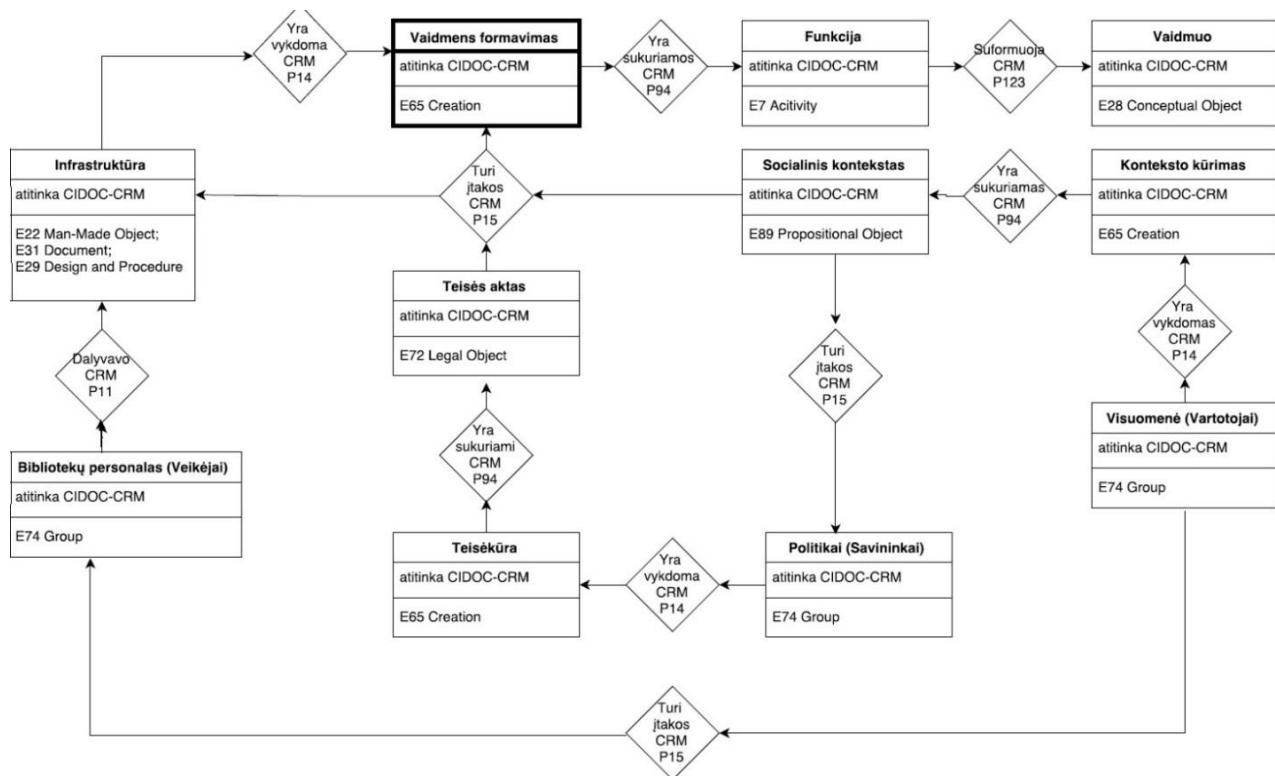 Yra
vykdoma
CRM
P14
Vaidmens formavimas
atitinka CIDOC-CRM
E65 Creation
Yra
sukuriamos
CRM
P94
Funkcija
atitinka CIDOC-CRM
E7 Acitivity
Suformuoja
CRM
P123
Vaidmuo
atitinka CIDOC-CRM
E28 Conceptual Object
Infrastruktūra
atitinka CIDOC-CRM
E22 Man-Made Object;
E31 Document;
E29 Design and Procedure
Turi
įtakos
CRM
P15
Socialinis kontekstas
atitinka CIDOC-CRM
E89 Propositional Object
Yra
sukuriamas
CRM
P94
Konteksto kūrimas
atitinka CIDOC-CRM
E65 Creation
Teisės aktas
atitinka CIDOC-CRM
E72 Legal Object
Dalyvavo
CRM
P11
Turi
įtakos
CRM
P15
Yra
vykdomas
CRM
P14
Yra
sukuriami
CRM
P94
Visuomenė (Vartotojai)
atitinka CIDOC-CRM
E74 Group
Bibliotekų personalas (Veikėjai)
atitinka CIDOC-CRM
E74 Group
Teisėkūra
atitinka CIDOC-CRM
E65 Creation
Yra
vykdoma
CRM
P14
Politikai (Savininkai)
atitinka CIDOC-CRM
E74 Group
Turi
įtakos
CRM
P15